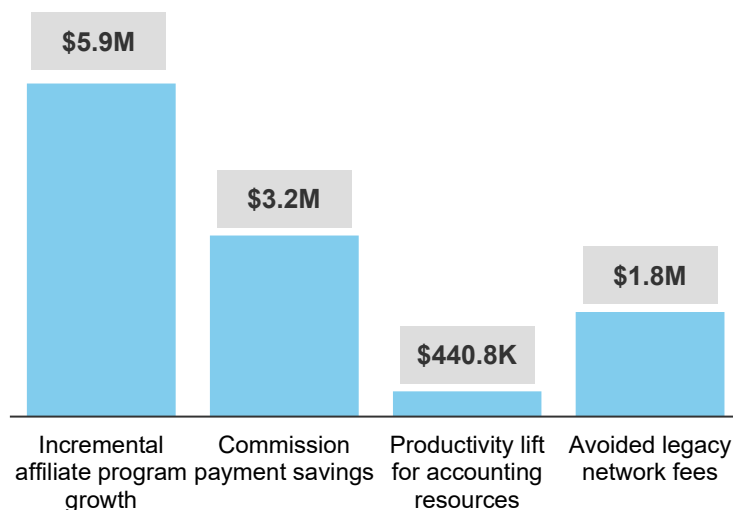 $5.9M
$3.2M
$440.8K
$1.8M
Incremental
affiliate program
growth
Commission
payment savings
Productivity lift
for accounting
resources
Avoided legacy
network fees